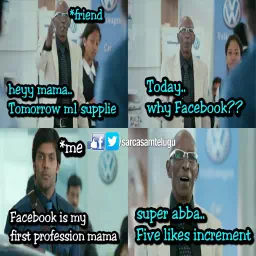 *friend
heyy mama..
Tomorrow m1 supplie
Today..
why Facebook??
*me
f /sarcasamtelugu
Facebook is my
first profession mama
super abba..
Five likes increment